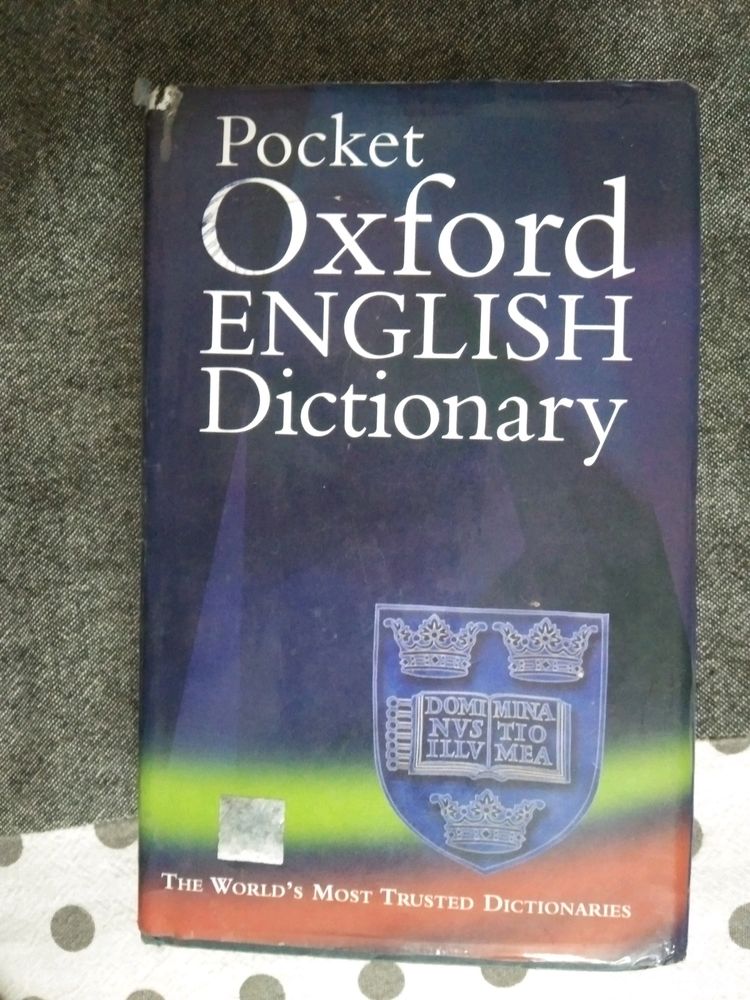 Pocket
Oxford
ENGLISH
Dictionary
DOMI MINA
NVS TIO
ILLV MEA
THE WORLD'S MOST TRUSTED DICTIONARIES